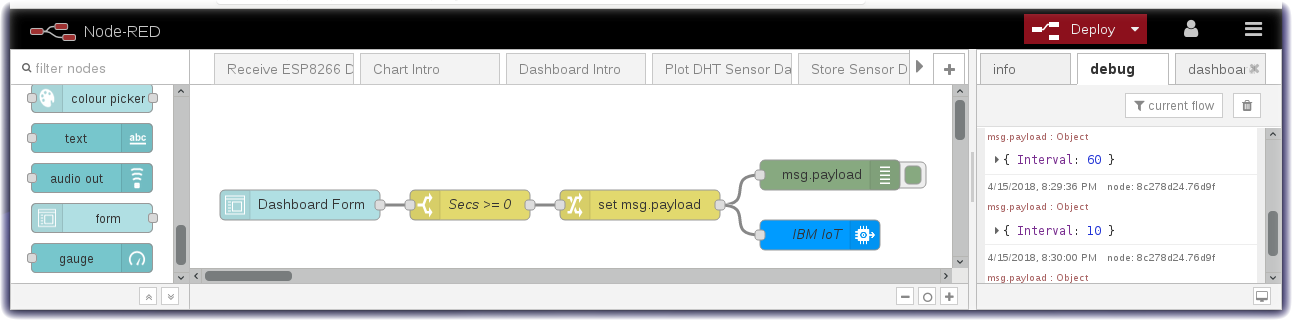 Node-RED
Deploy
filter nodes
Receive ESP8266 D
Chart Intro
Dashboard Intro
Plot DHT Sensor Da
Store Sensor D
info
debug
dashboar
current flow
colour picker
text
abc
audio out
form
gauge
Dashboard Form
Secs >= 0
set msg.payload
msg.payload
IBM IoT
msg.payload : Object
{ Interval: 60 }
4/15/2018, 8:29:36 PM node: 8c278d24.76d9f
msg.payload : Object
{ Interval: 10 }
4/15/2018, 8:30:00 PM node: 8c278d24.76d9f
msg.payload : Object